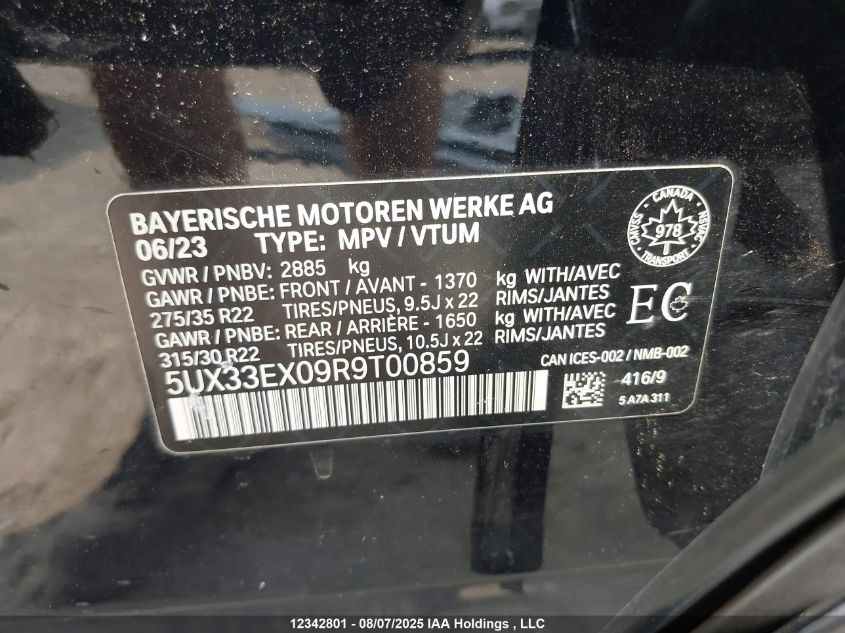 BAYERISCHE MOTOREN WERKE AG
06/23 TYPE: MPV / VTUM
GVWR / PNBV: 2885 kg
GAWR / PNBE: FRONT / AVANT - 1370 kg WITH/AVEC
275/35 R22 TIRES/PNEUS, 9.5J x 22 RIMS/JANTES
GAWR / PNBE: REAR / ARRIÈRE - 1650 kg WITH/AVEC
315/30 R22 TIRES/PNEUS, 10.5J x 22 RIMS/JANTES
CANADA
CMVSS
978
NSVAC
TRANSPORT
EC
CAN ICES-002 / NMB-002
5UX33EX09R9T00859
416/9
5 A7A 311
12342801 - 08/07/2025 IAA Holdings , LLC